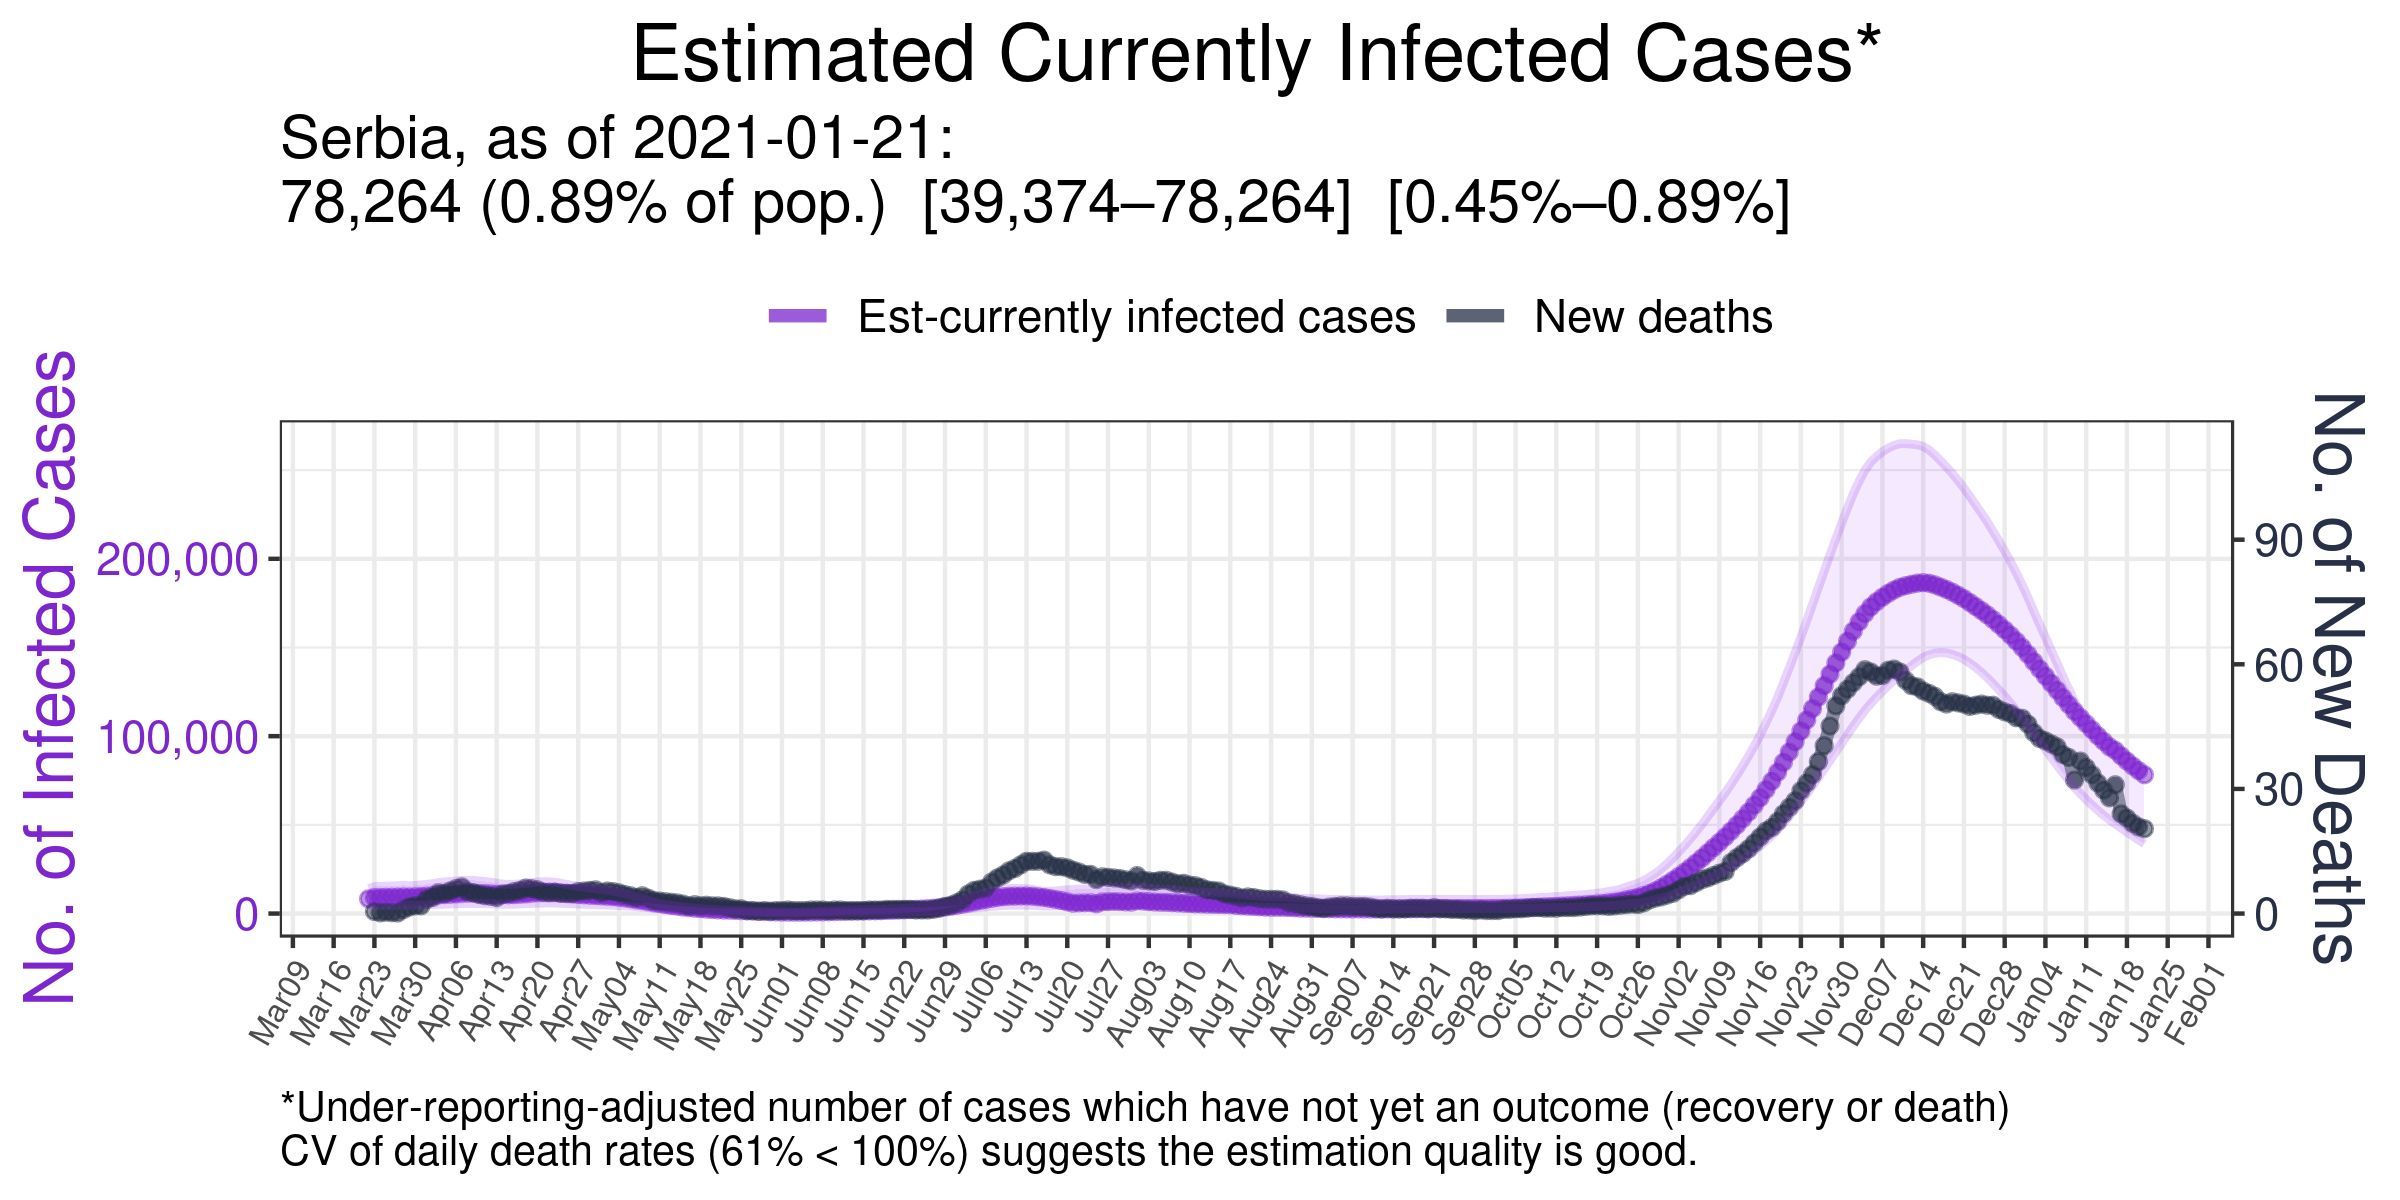 Estimated Currently Infected Cases*
Serbia, as of 2021-01-21:
78,264 (0.89% of pop.) [39,374–78,264] [0.45%–0.89%]
Est-currently infected cases New deaths
No. of Infected Cases
200,000
100,000
0
90
60
30
0
No. of New Deaths
Mar09 Mar16 Mar23 Mar30 Apr06 Apr13 Apr20 Apr27 May04 May11 May18 May25 Jun01 Jun08 Jun15 Jun22 Jun29 Jul06 Jul13 Jul20 Jul27 Aug03 Aug10 Aug17 Aug24 Aug31 Sep07 Sep14 Sep21 Sep28 Oct05 Oct12 Oct19 Oct26 Nov02 Nov09 Nov16 Nov23 Nov30 Dec07 Dec14 Dec21 Dec28 Jan04 Jan11 Jan18 Jan25 Feb01
*Under-reporting-adjusted number of cases which have not yet an outcome (recovery or death)
CV of daily death rates (61% < 100%) suggests the estimation quality is good.